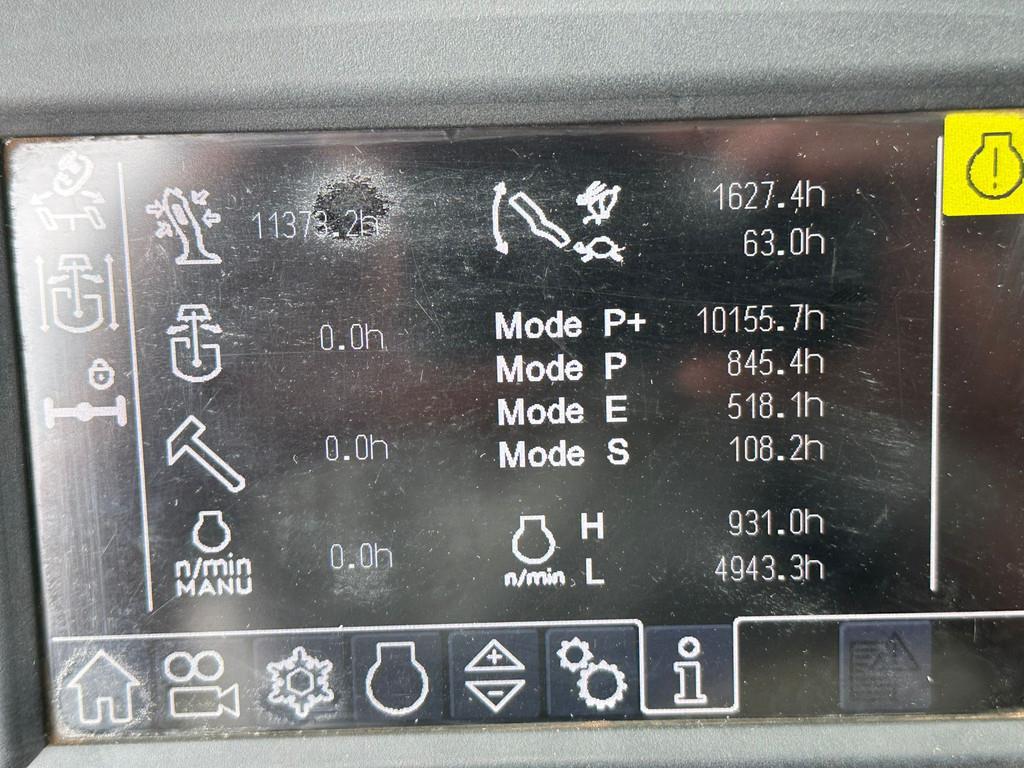 11373.2h
1627.4h
63.0h
0.0h
Mode P+ 10155.7h
Mode P 845.4h
Mode E 518.1h
0.0h
Mode S 108.2h
n/min
MANU
0.0h
H 931.0h
n/min L 4943.3h